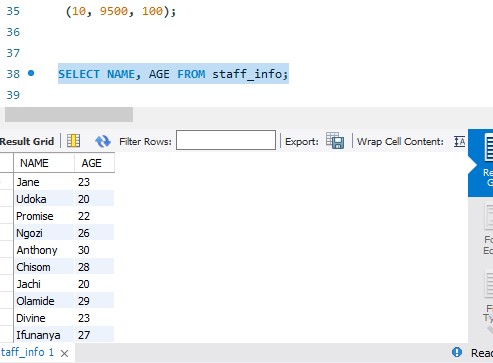 35 (10, 9500, 100);
36
37
38 SELECT NAME, AGE FROM staff_info;
39
Result Grid Filter Rows: Export: Wrap Cell Content: IA
NAME AGE
Jane 23
Udoka 20
Promise 22
Ngozi 26
Anthony 30
Chisom 28
Jachi 20
Olamide 29
Divine 23
Ifunanya 27
Re
G
Fo
Ed
F
Ty
taff_info 1 ×
Read